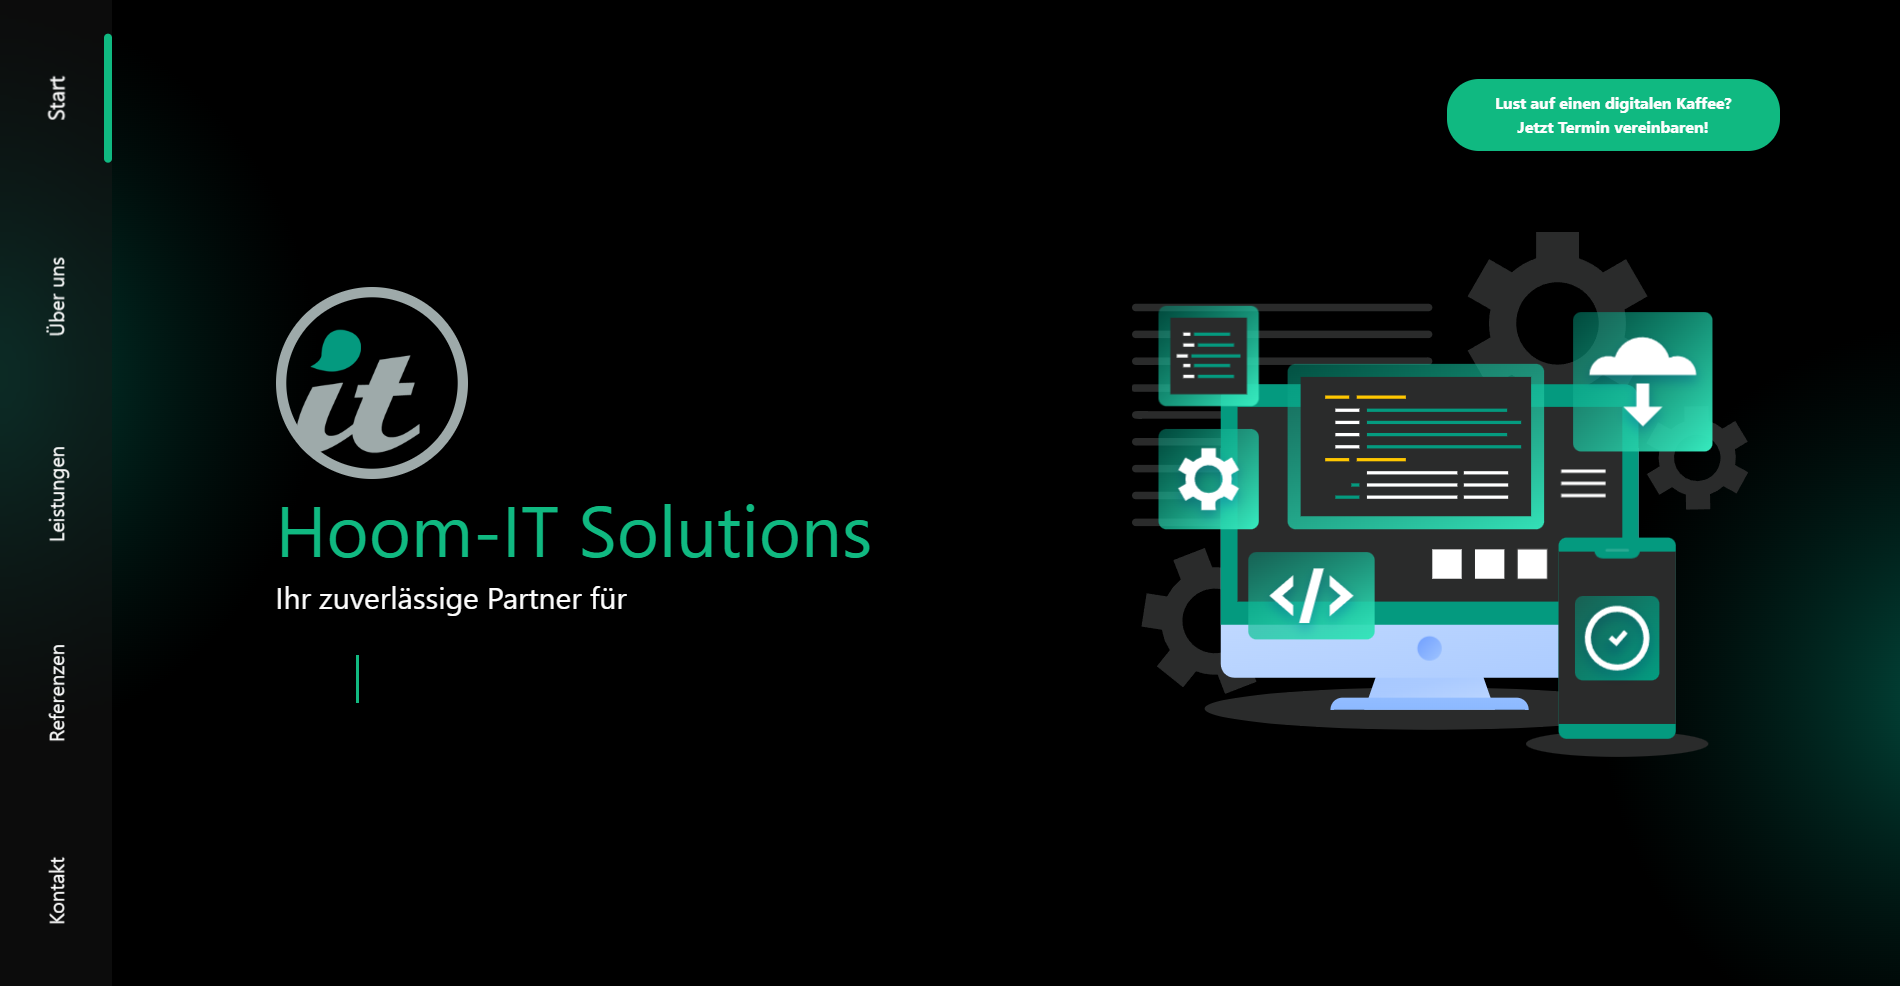 Start
Über uns
Leistungen
Referenzen
Kontakt
Lust auf einen digitalen Kaffee?
Jetzt Termin vereinbaren!
it
Hoom-IT Solutions
Ihr zuverlässige Partner für
</>